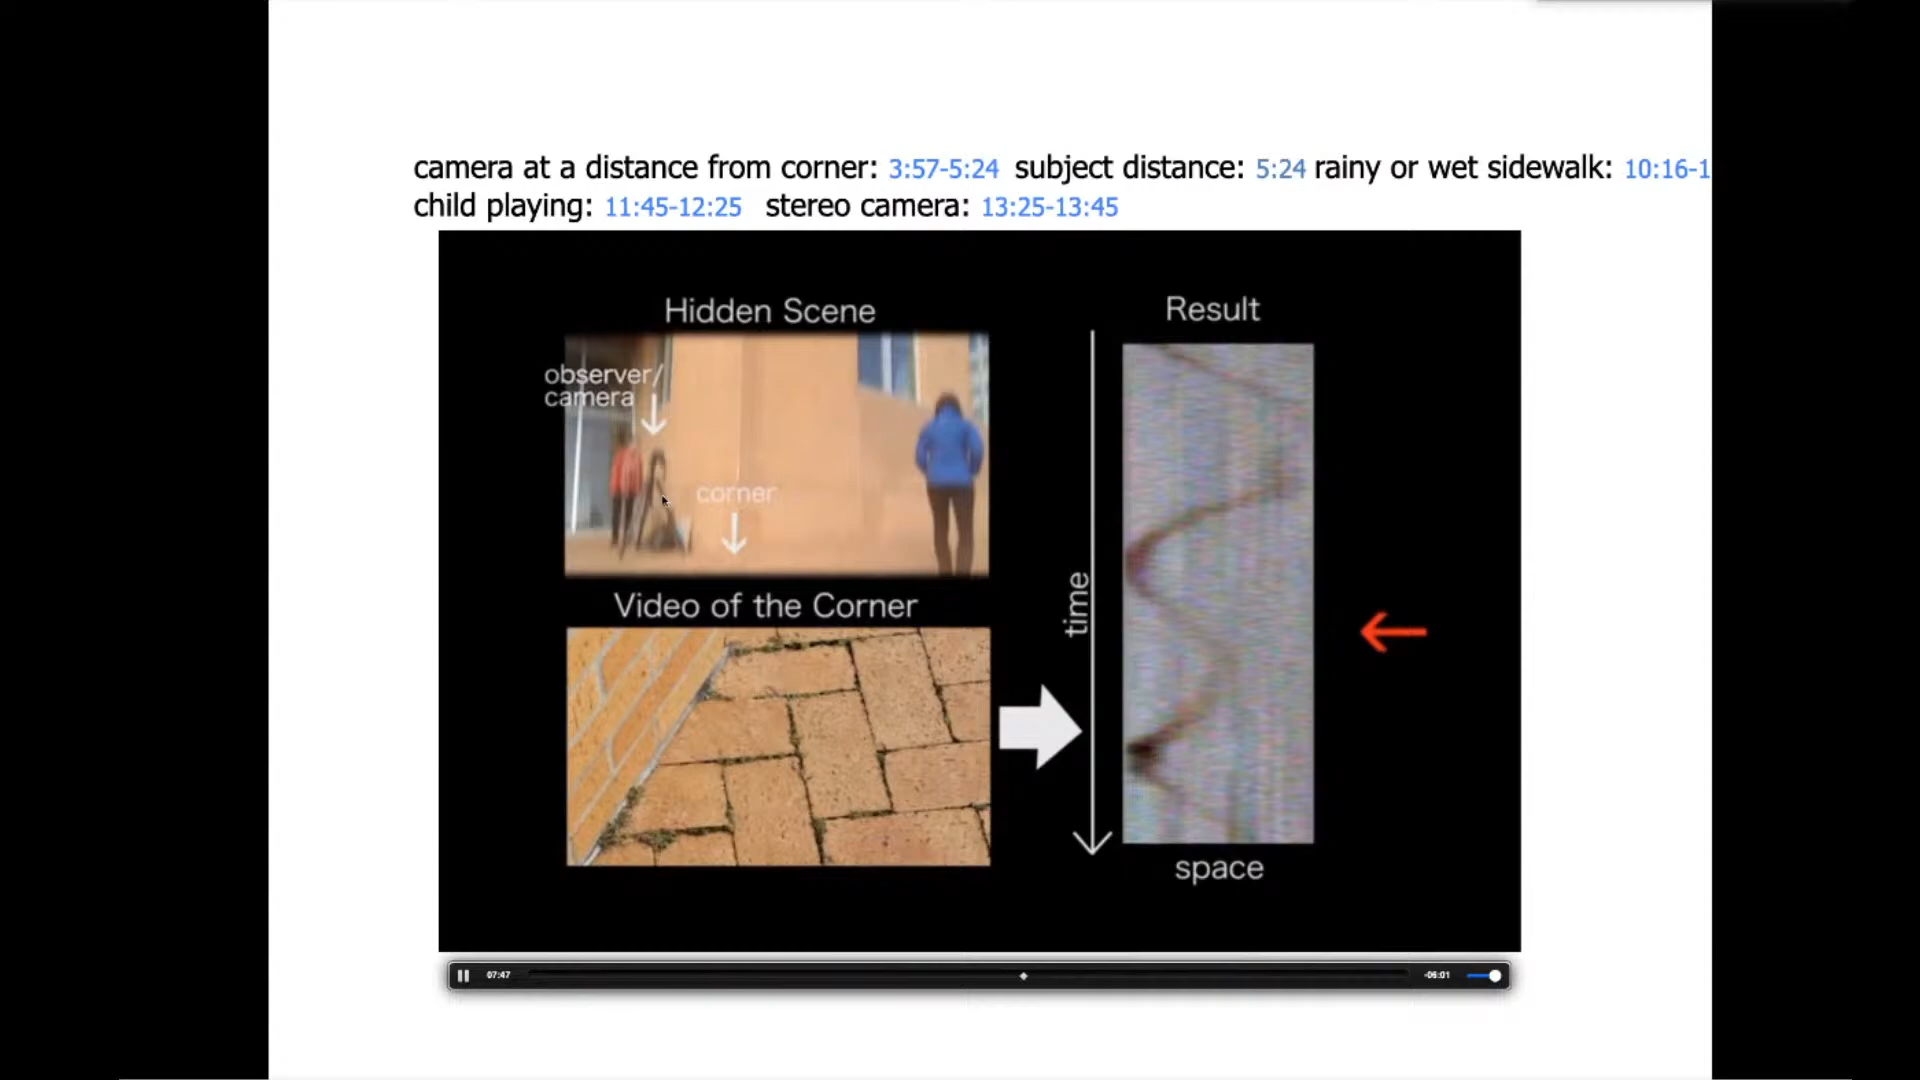 camera at a distance from corner: 3:57-5:24 subject distance: 5:24 rainy or wet sidewalk: 10:16-1
child playing: 11:45-12:25 stereo camera: 13:25-13:45
Hidden Scene
Result
observer/
camera
corner
Video of the Corner
time
space
07:47
-06:01